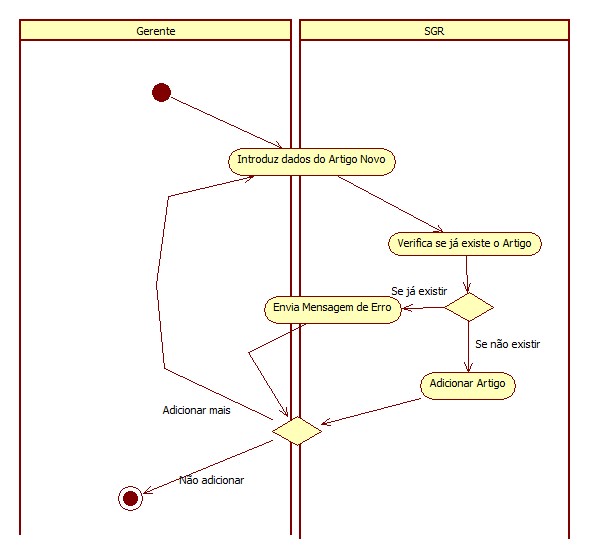 Gerente
SGR
Introduz dados do Artigo Novo
Verifica se já existe o Artigo
Se já existir
Envia Mensagem de Erro
Se não existir
Adicionar Artigo
Adicionar mais
Não adicionar